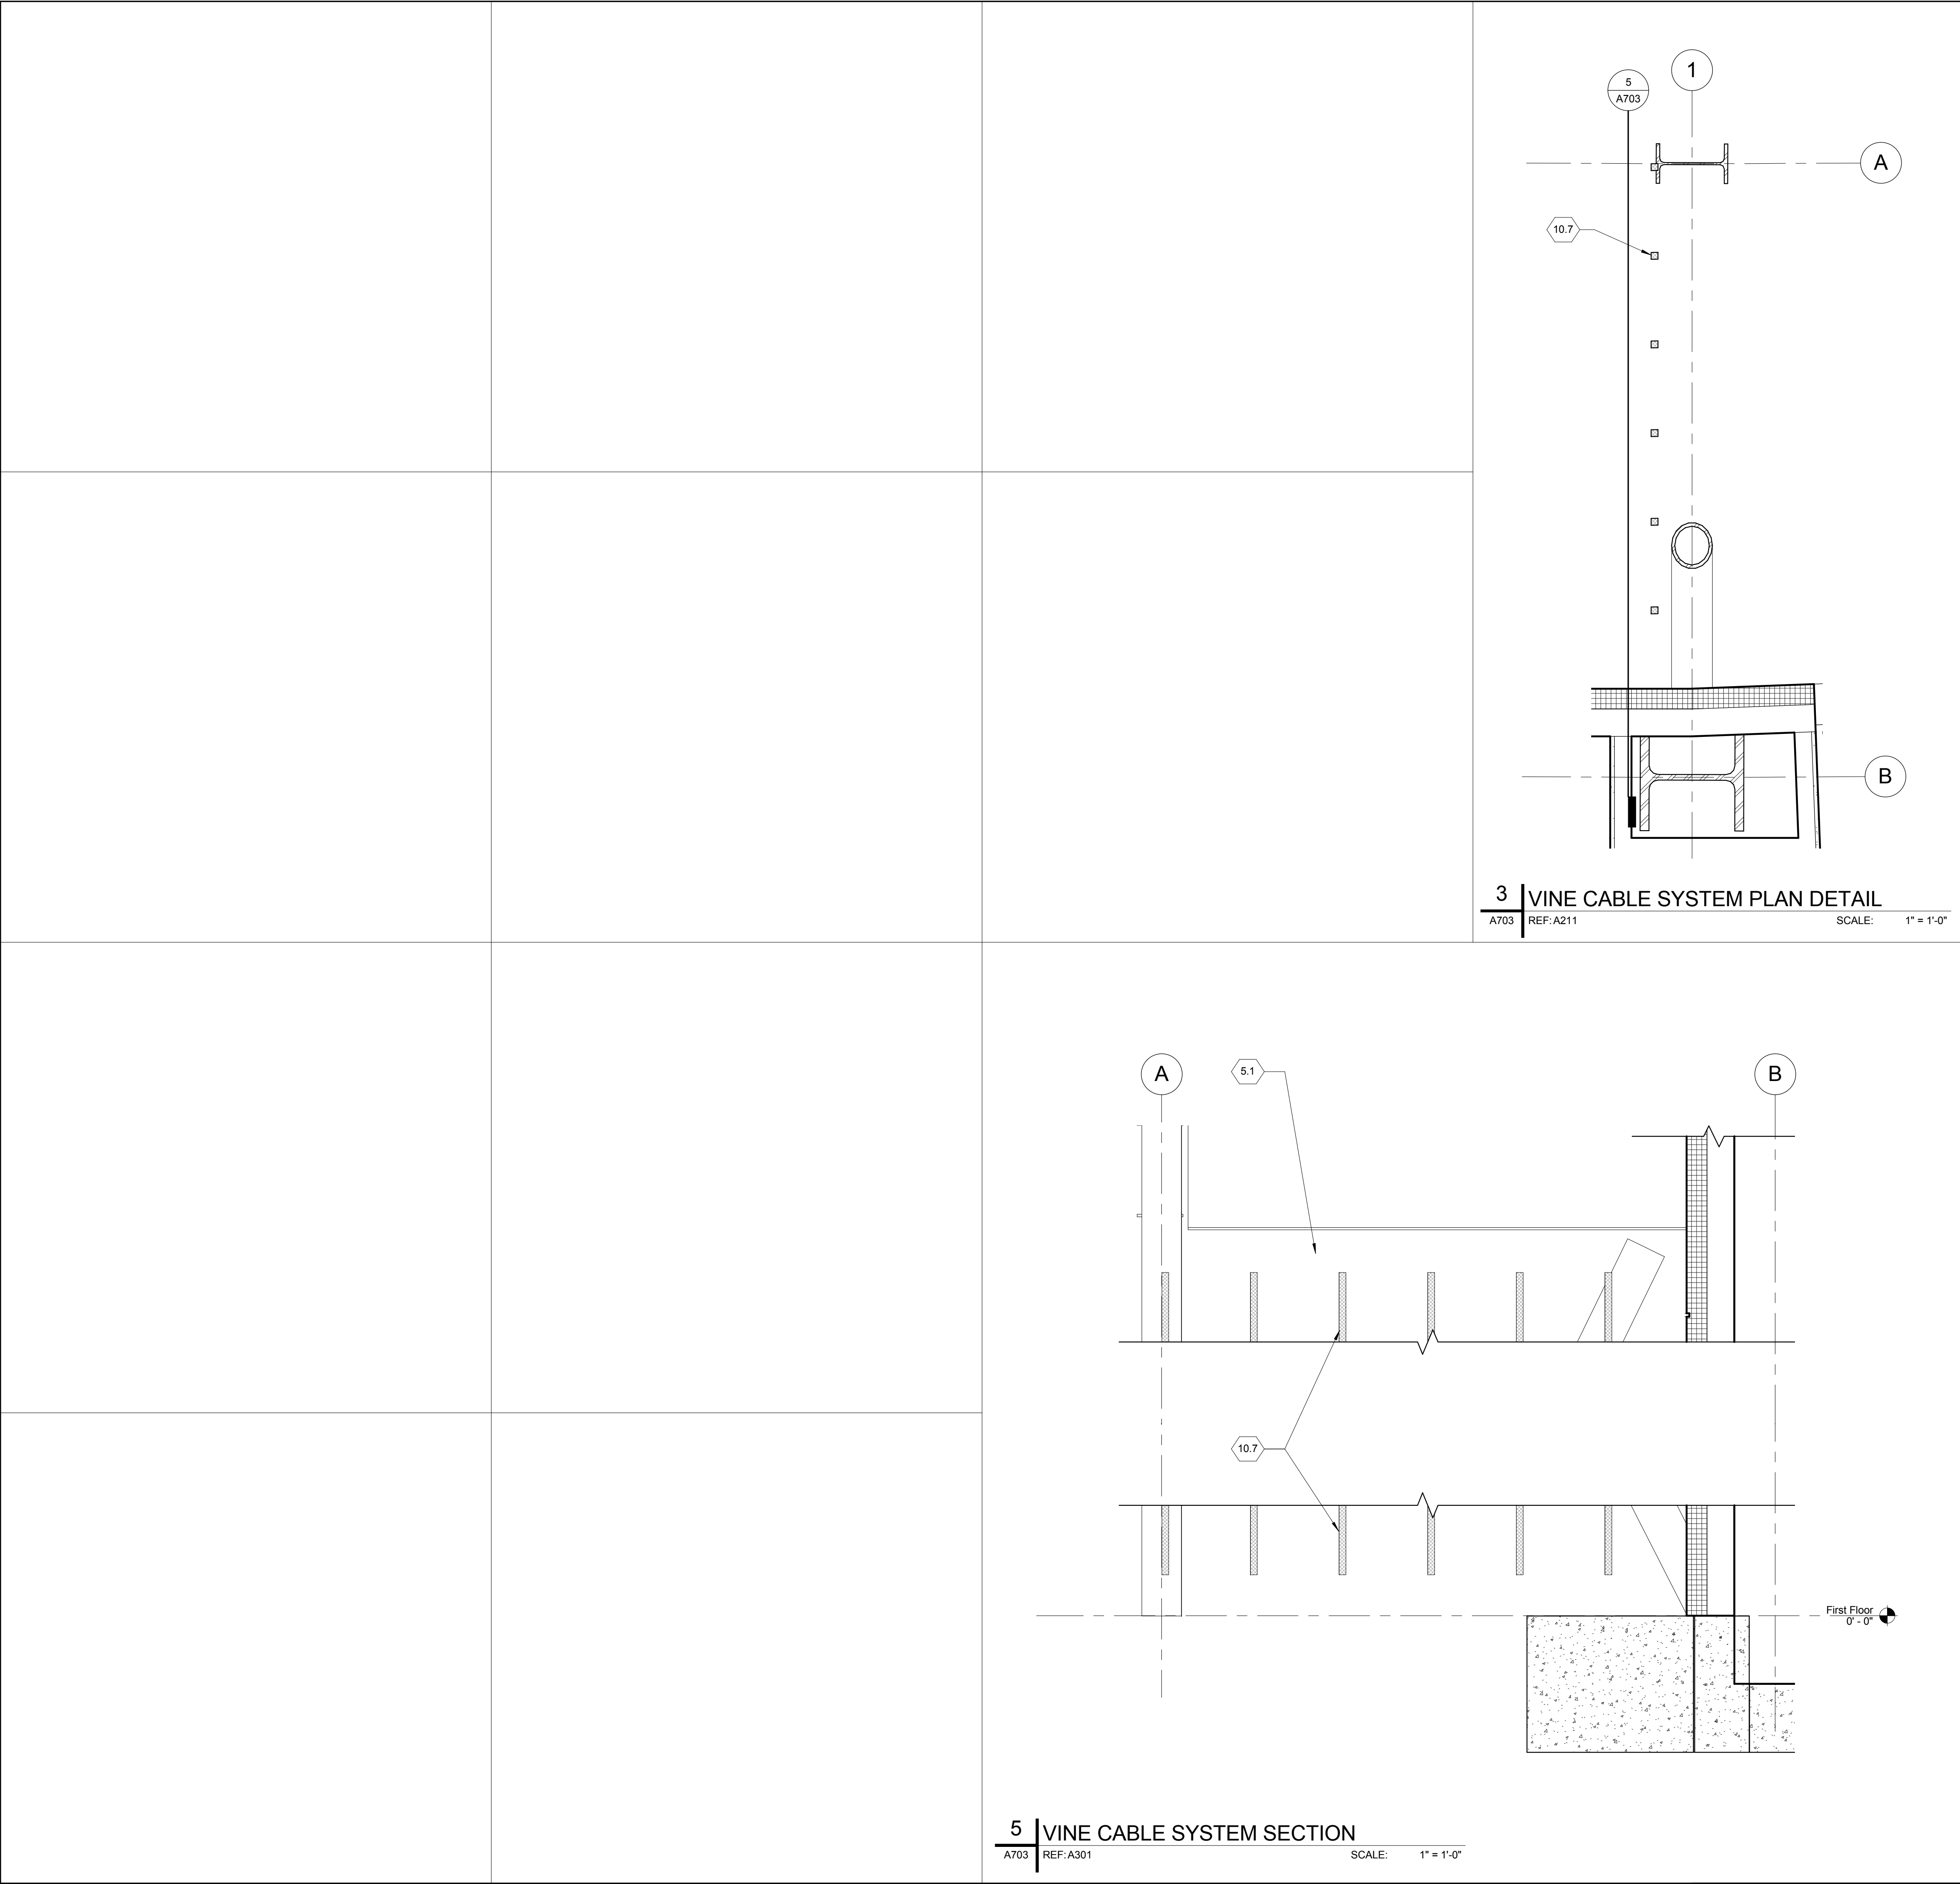 1
5
A703
A
10.7
B
3
VINE CABLE SYSTEM PLAN DETAIL
A703
REF: A211
SCALE: 1" = 1'-0"
A
5.1
B
10.7
First Floor
0' - 0"
5
VINE CABLE SYSTEM SECTION
A703
REF: A301
SCALE: 1" = 1'-0"